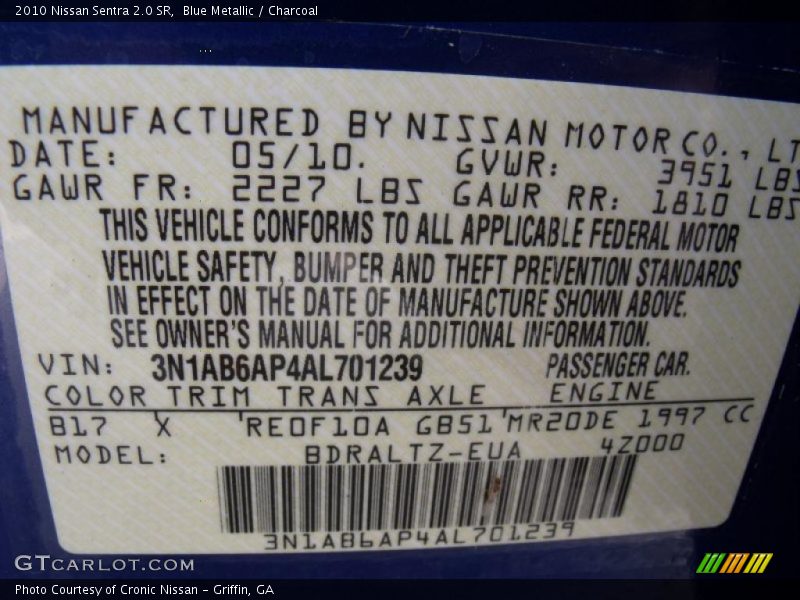 2010 Nissan Sentra 2.0 SR,  Blue Metallic / Charcoal
MANUFACTURED BY NISSAN MOTOR CO., LT
DATE: 05/10. GVWR: 3951 LBS
GAWR FR: 2227 LBS GAWR RR: 1810 LBS
THIS VEHICLE CONFORMS TO ALL APPLICABLE FEDERAL MOTOR
VEHICLE SAFETY, BUMPER AND THEFT PREVENTION STANDARDS
IN EFFECT ON THE DATE OF MANUFACTURE SHOWN ABOVE.
SEE OWNER'S MANUAL FOR ADDITIONAL INFORMATION.
VIN: 3N1AB6AP4AL701239 PASSENGER CAR.
COLOR TRIM TRANS AXLE ENGINE
B17 X RE0F10A GB51 MR20DE 1997 CC
MODEL: BDRALTZ-EUA 4Z000
3N1AB6AP4AL701239
GTCARLOT.COM
Photo Courtesy of Cronic Nissan - Griffin, GA